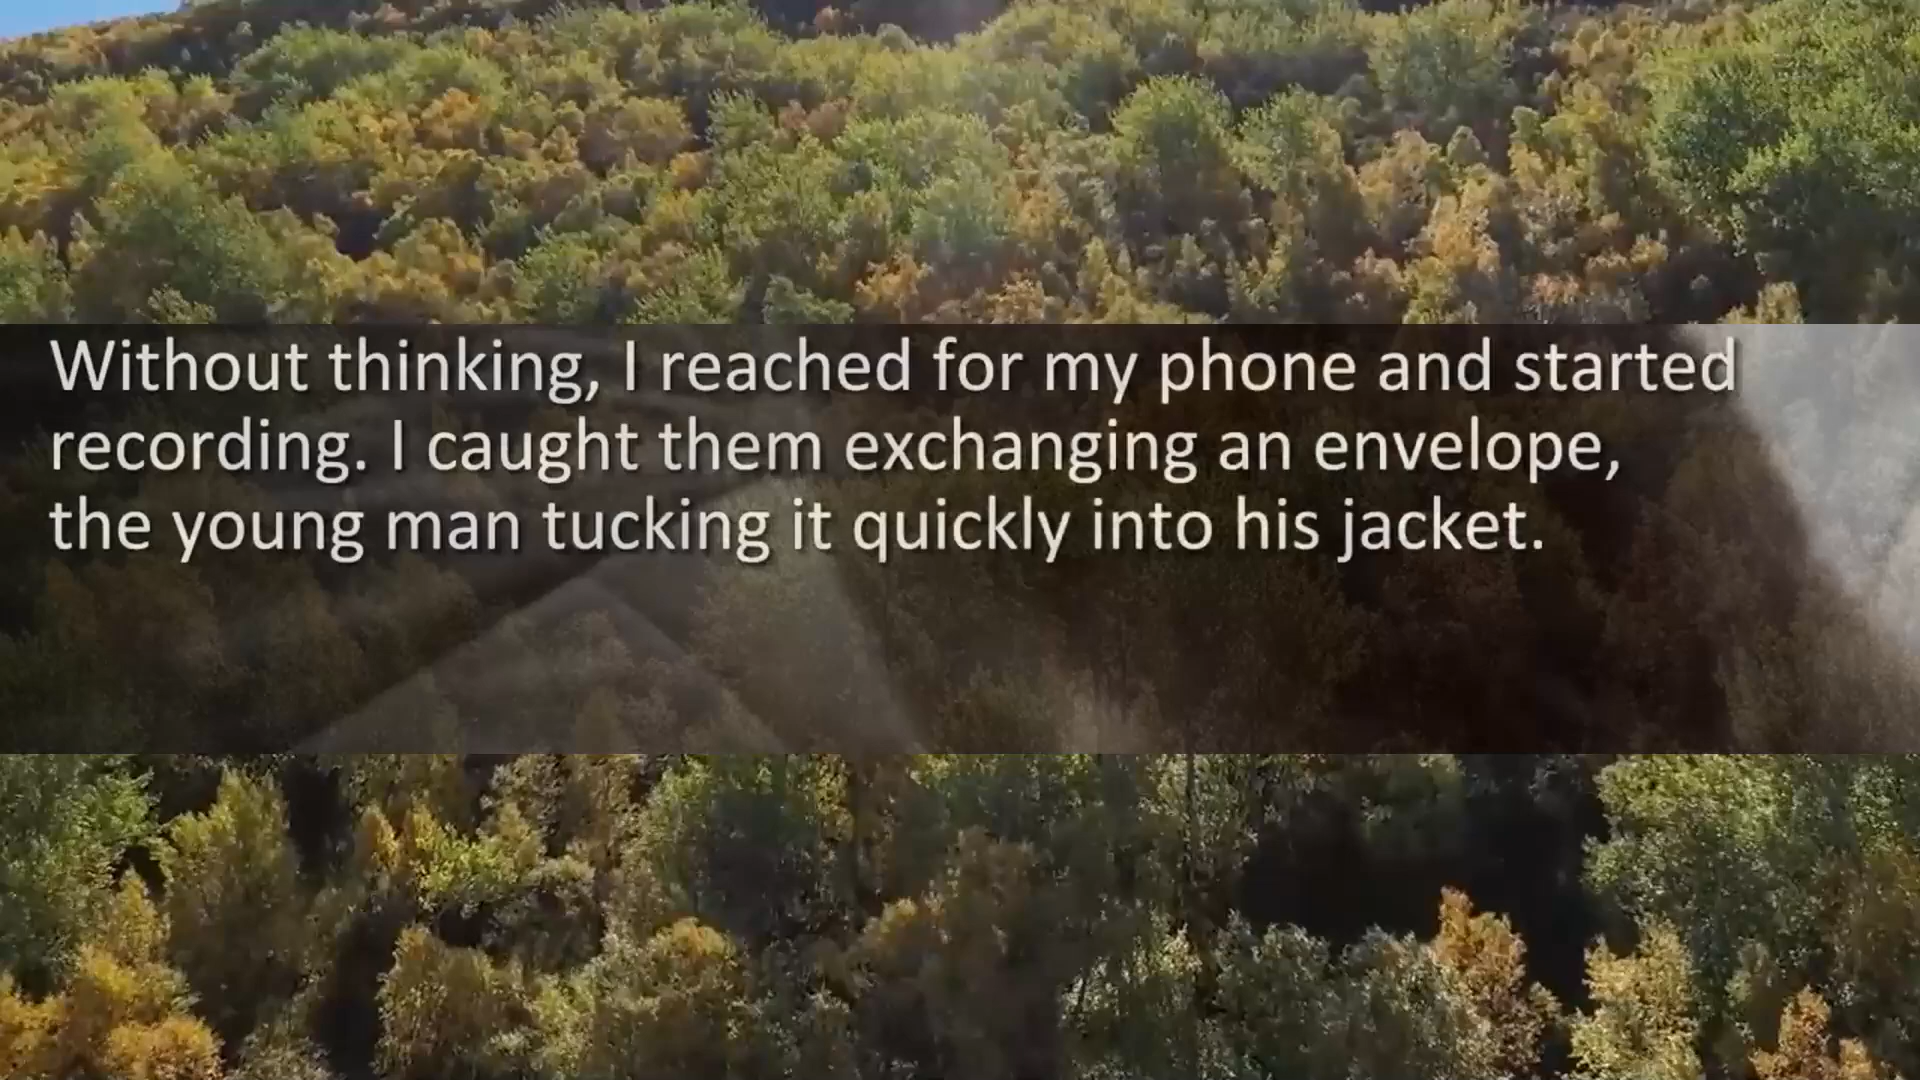 Without thinking, I reached for my phone and started
recording. I caught them exchanging an envelope,
the young man tucking it quickly into his jacket.